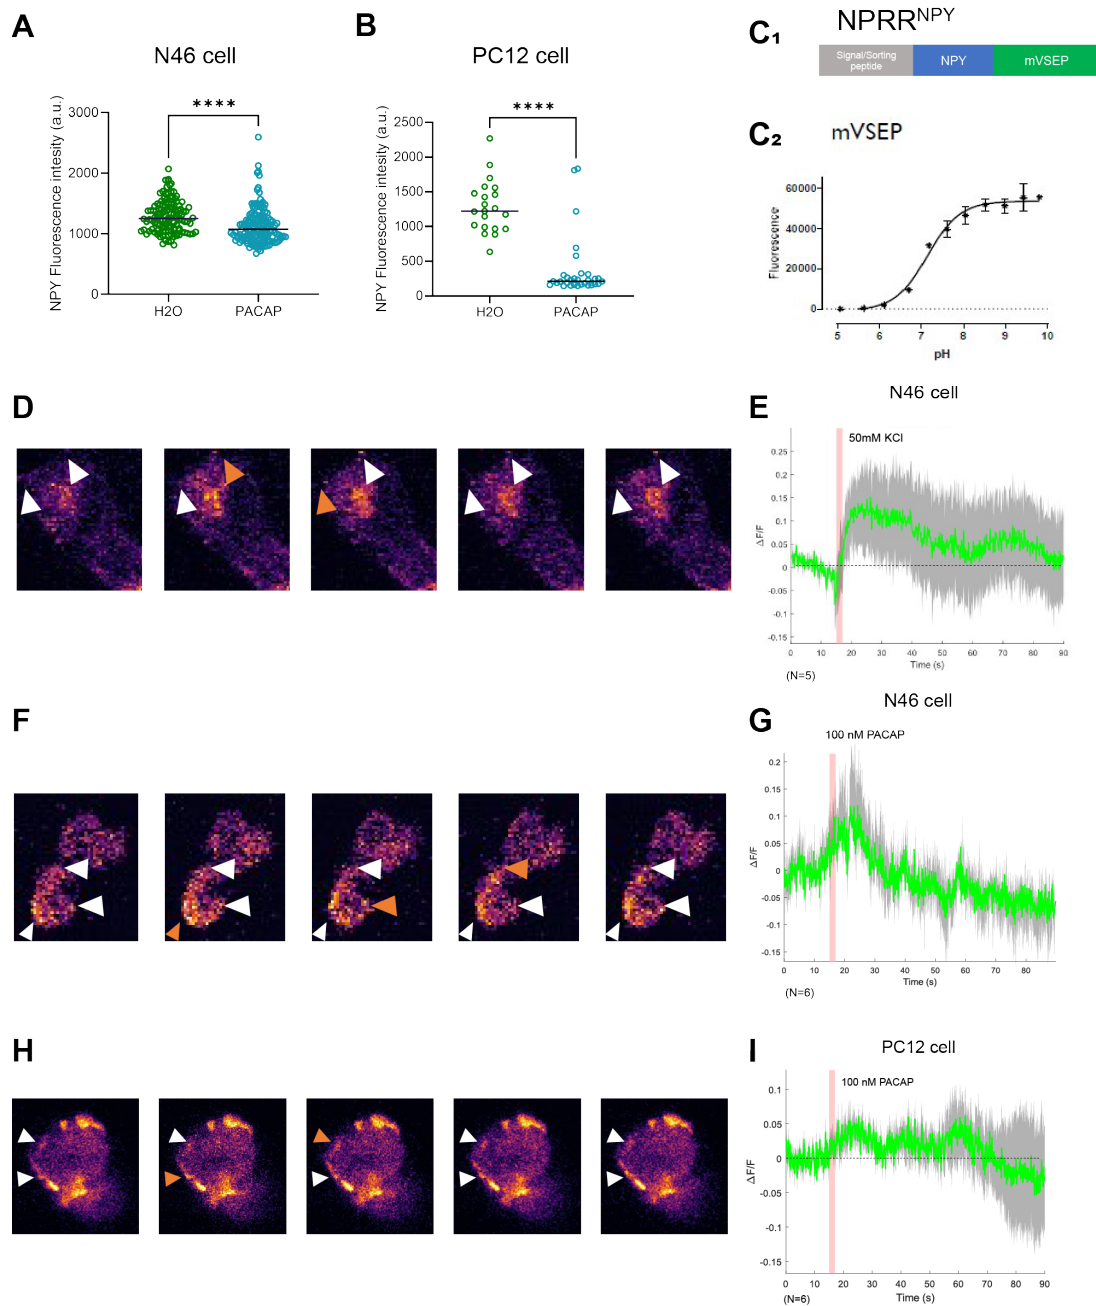 A
N46 cell
NPY Fluorescence intesity (a.u.)
3000
2000
1000
0
****
H2O
PACAP
B
PC12 cell
NPY Fluorescence intesity (a.u.)
2500
2000
1500
1000
500
0
****
H2O
PACAP
C₁
NPRR^NPY
Signal/Sorting
peptide
NPY
mVSEP
C₂
mVSEP
Fluorescence
60000
40000
20000
0
5 6 7 8 9 10
pH
D
E
N46 cell
50mM KCl
ΔF/F
0.25
0.2
0.15
0.1
0.05
0
-0.05
-0.1
-0.15
0 10 20 30 40 50 60 70 80 90
Time (s)
(N=5)
F
G
N46 cell
100 nM PACAP
ΔF/F
0.2
0.15
0.1
0.05
0
-0.05
-0.1
-0.15
0 10 20 30 40 50 60 70 80
Time (s)
(N=6)
H
I
PC12 cell
100 nM PACAP
ΔF/F
0.1
0.05
0
-0.05
-0.1
-0.15
0 10 20 30 40 50 60 70 80 90
Time (s)
(N=6)